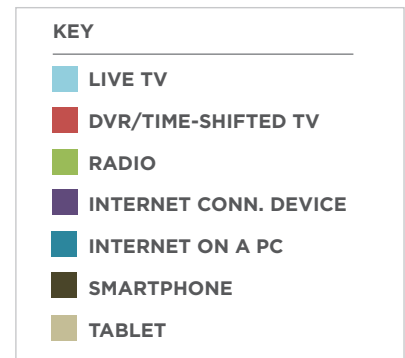 KEY
LIVE TV
DVR/TIME-SHIFTED TV
RADIO
INTERNET CONN. DEVICE
INTERNET ON A PC
SMARTPHONE
TABLET